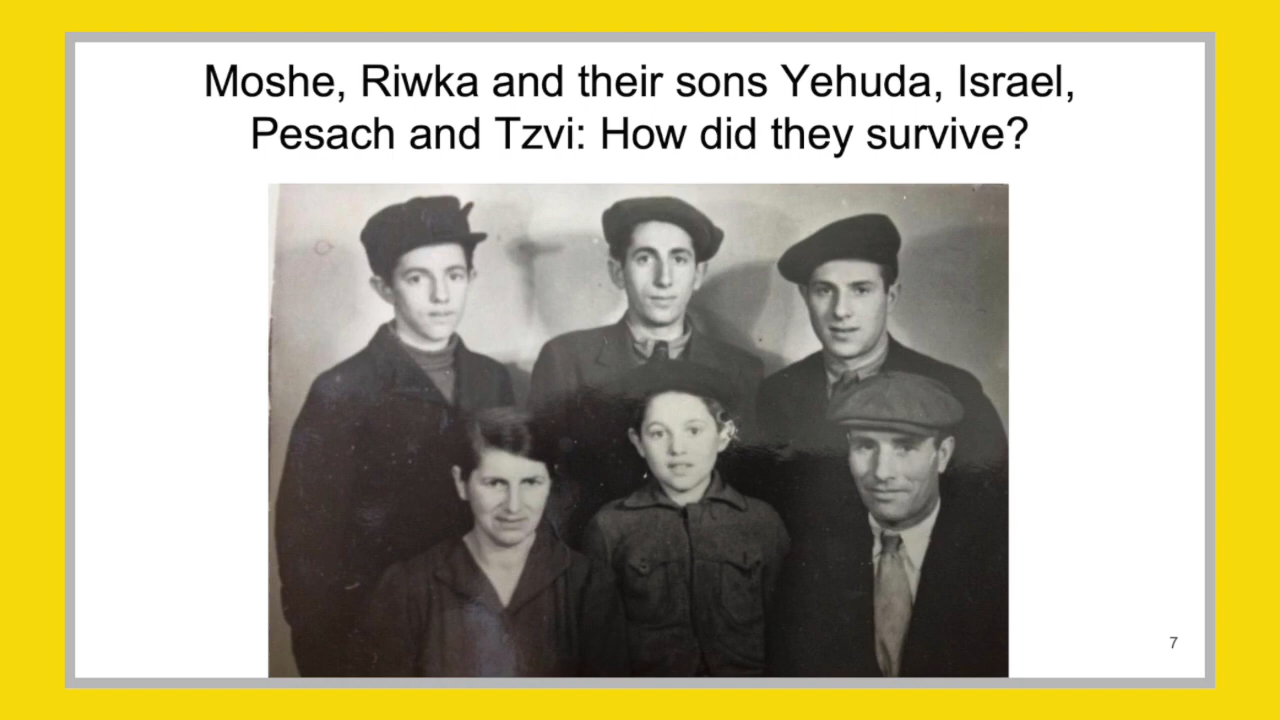 Moshe, Riwka and their sons Yehuda, Israel,
Pesach and Tzvi: How did they survive?
7